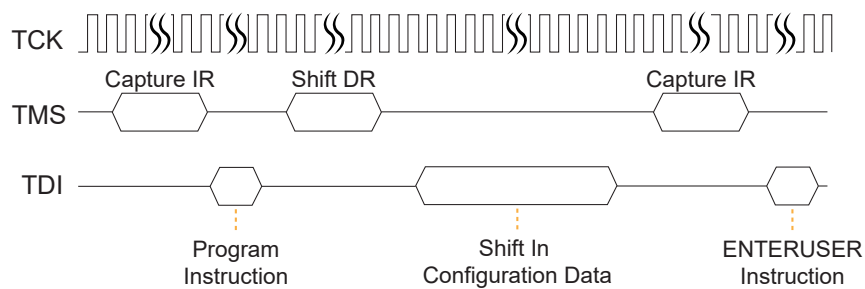 TCK
Capture IR
Shift DR
Capture IR
TMS
TDI
Program
Instruction
Shift In
Configuration Data
ENTERUSER
Instruction